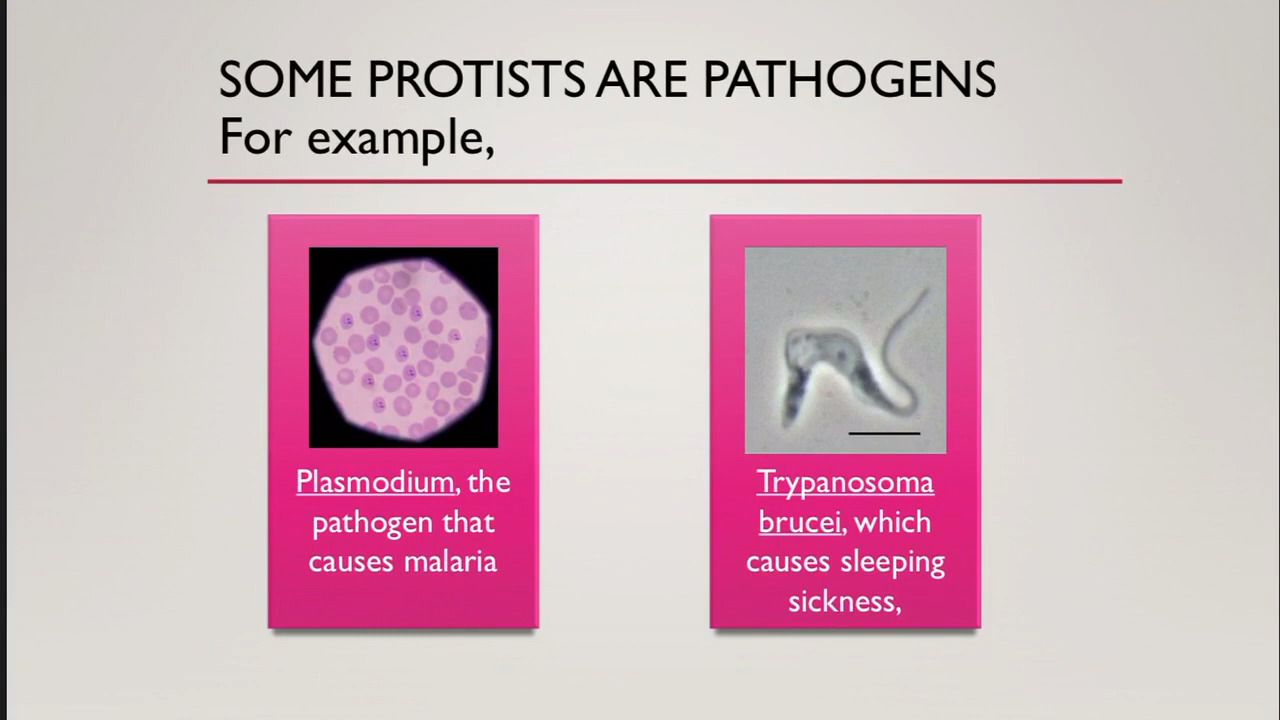 SOME PROTISTS ARE PATHOGENS
For example,
Plasmodium, the
pathogen that
causes malaria
Trypanosoma
brucei, which
causes sleeping
sickness,